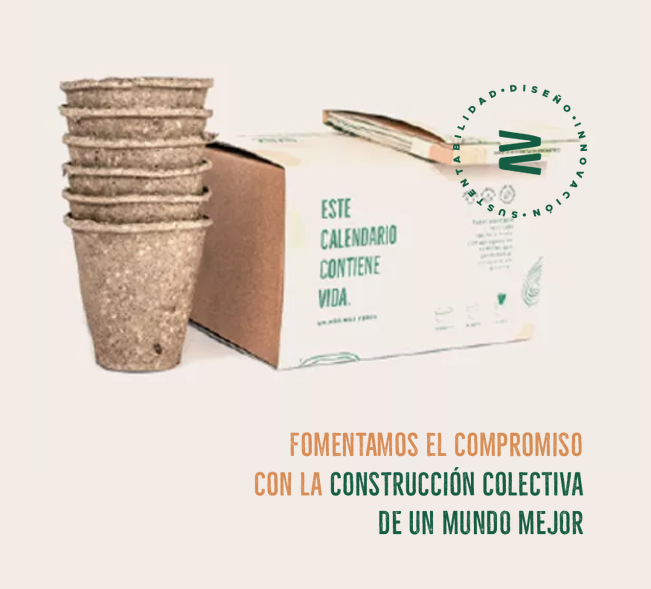 SUSTENTABILIDAD • DISEÑO • INNOVACIÓN •
ESTE
CALENDARIO
CONTIENE
VIDA.
FOMENTAMOS EL COMPROMISO
CON LA CONSTRUCCIÓN COLECTIVA
DE UN MUNDO MEJOR